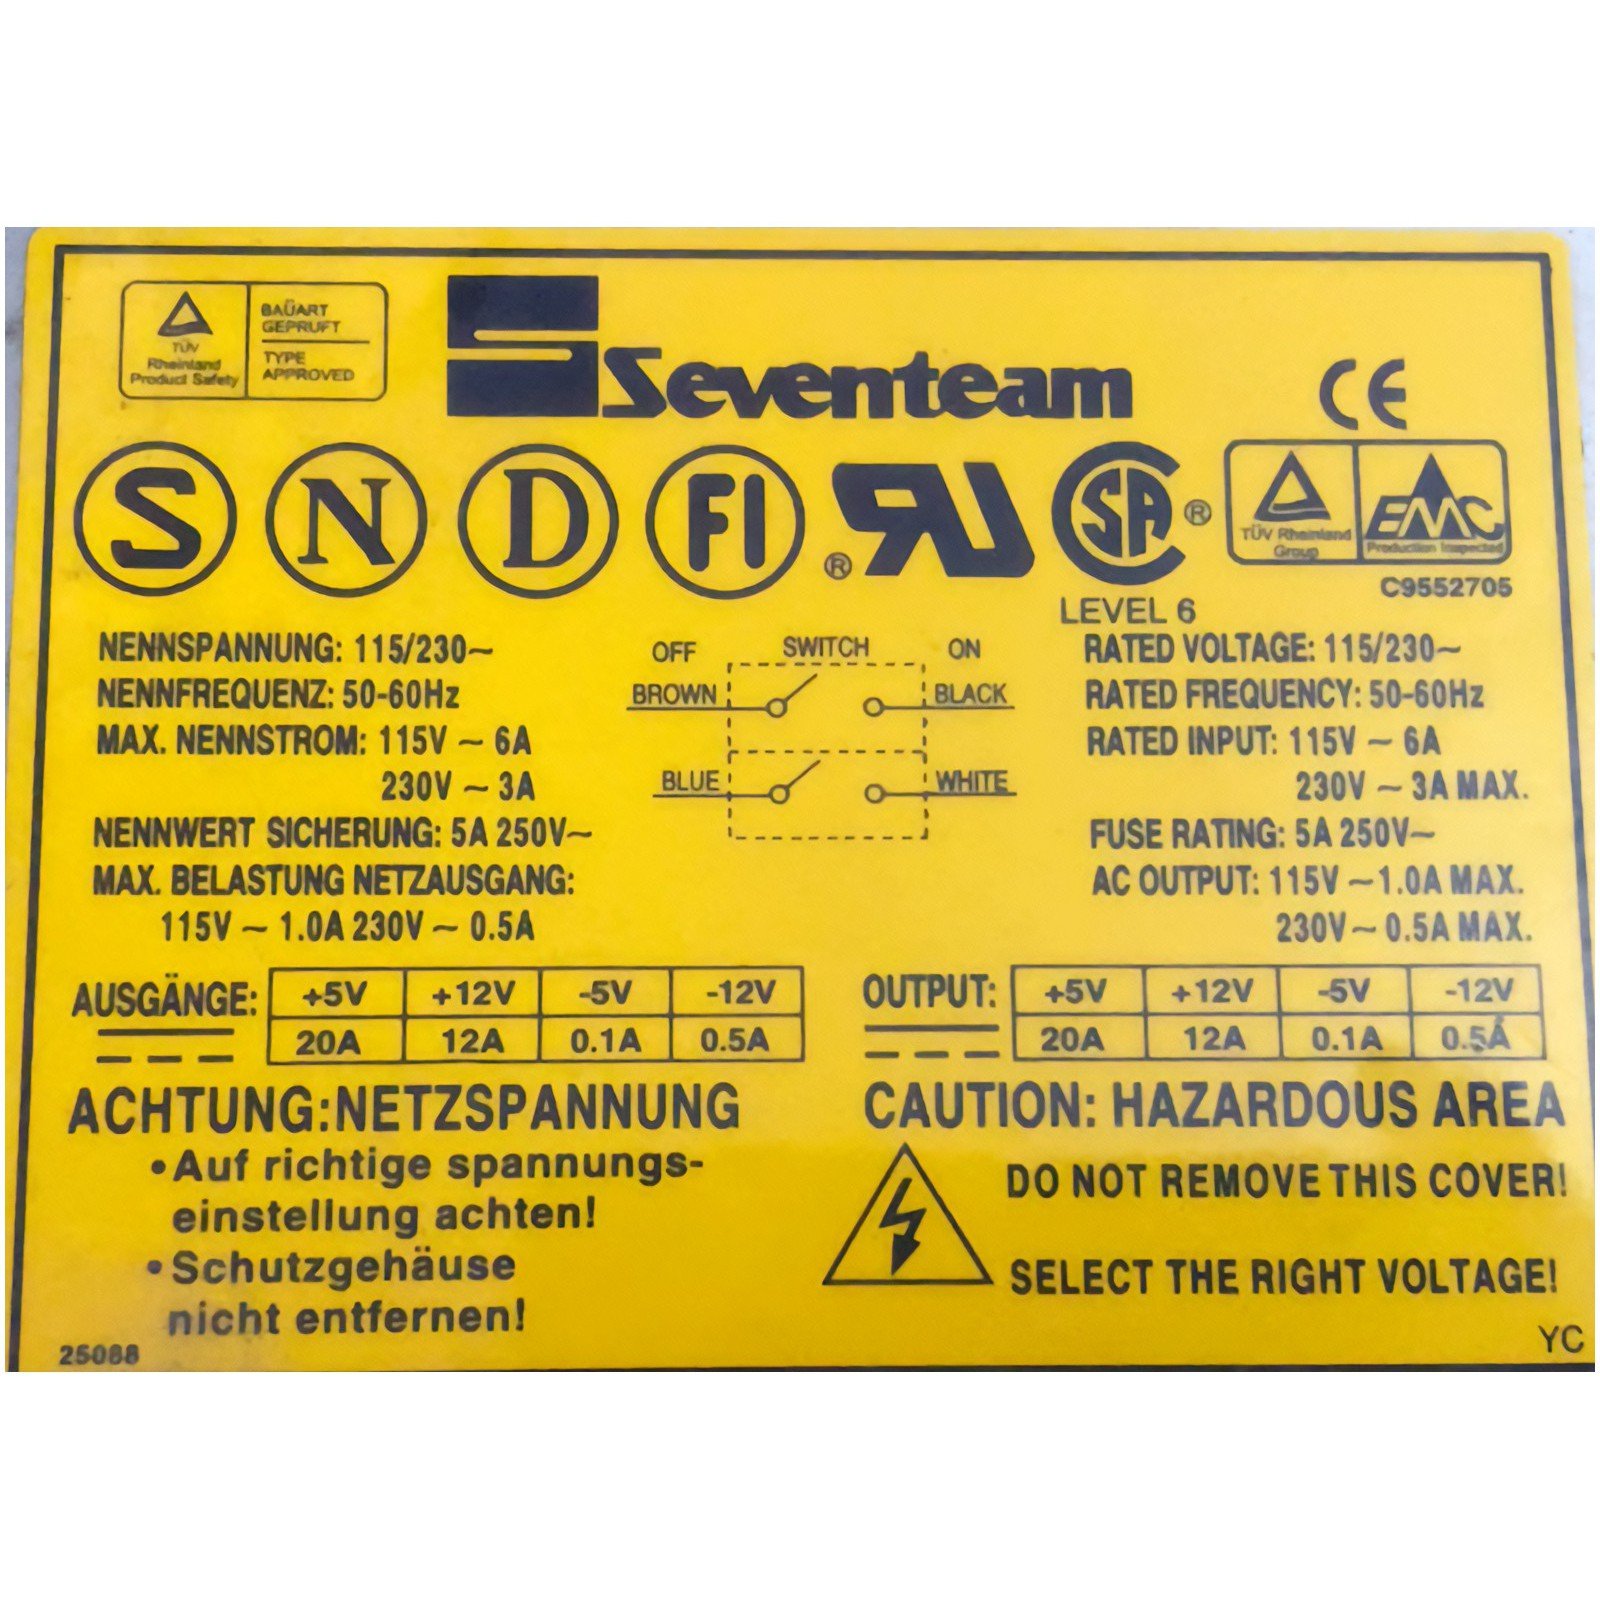 TÜV
Rheinland
Product Safety
BAÜART
GEPRUFT
TYPE
APPROVED
Seventeam
CE
S N D FI ® RU CSA ®
TÜV Rheinland
Group
EMC
Production Inspected
C9552705
LEVEL 6
NENNSPANNUNG: 115/230~
NENNFREQUENZ: 50-60Hz
MAX. NENNSTROM: 115V ~ 6A
230V ~ 3A
NENNWERT SICHERUNG: 5A 250V~
MAX. BELASTUNG NETZAUSGANG:
115V ~ 1.0A 230V ~ 0.5A
OFF SWITCH ON
BROWN BLACK
BLUE WHITE
RATED VOLTAGE: 115/230~
RATED FREQUENCY: 50-60Hz
RATED INPUT: 115V ~ 6A
230V ~ 3A MAX.
FUSE RATING: 5A 250V~
AC OUTPUT: 115V ~1.0A MAX.
230V~ 0.5A MAX.
AUSGÄNGE: +5V +12V -5V -12V
20A 12A 0.1A 0.5A
OUTPUT: +5V +12V -5V -12V
20A 12A 0.1A 0.5A
ACHTUNG:NETZSPANNUNG
•Auf richtige spannungs-
einstellung achten!
•Schutzgehäuse
nicht entfernen!
25088
CAUTION: HAZARDOUS AREA
DO NOT REMOVE THIS COVER!
SELECT THE RIGHT VOLTAGE!
YC